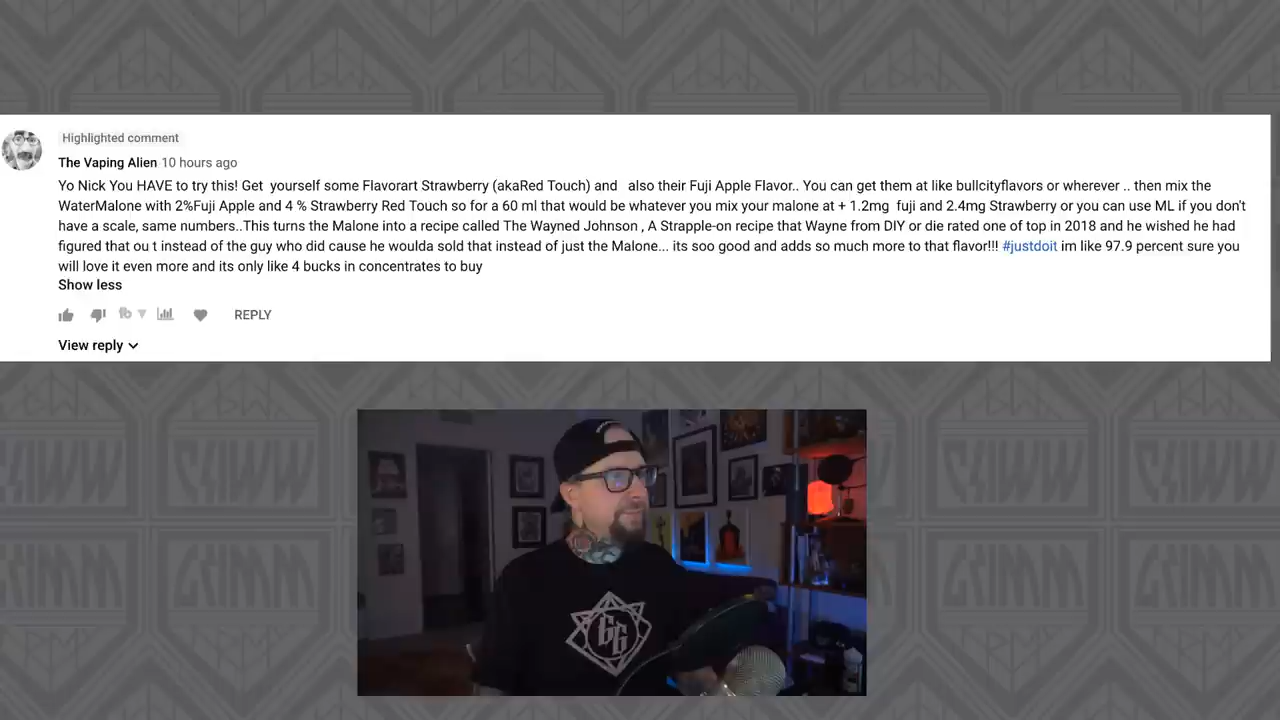 Highlighted comment
The Vaping Alien 10 hours ago
Yo Nick You HAVE to try this! Get yourself some Flavorart Strawberry (akaRed Touch) and also their Fuji Apple Flavor.. You can get them at like bullcityflavors or wherever .. then mix the
WaterMalone with 2%Fuji Apple and 4 % Strawberry Red Touch so for a 60 ml that would be whatever you mix your malone at + 1.2mg fuji and 2.4mg Strawberry or you can use ML if you don't
have a scale, same numbers..This turns the Malone into a recipe called The Wayned Johnson , A Strapple-on recipe that Wayne from DIY or die rated one of top in 2018 and he wished he had
figured that ou t instead of the guy who did cause he woulda sold that instead of just the Malone... its soo good and adds so much more to that flavor!!! #justdoit im like 97.9 percent sure you
will love it even more and its only like 4 bucks in concentrates to buy
Show less
REPLY
View reply
GRIMM GRIMM GRIMM GRIMM
GG